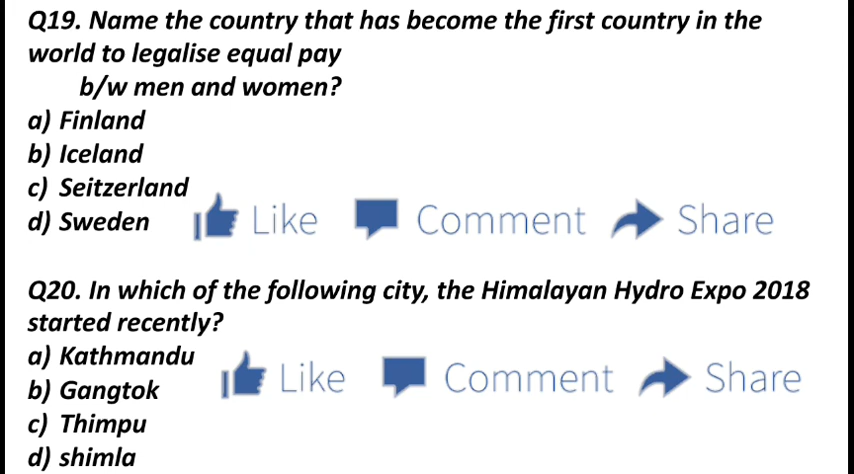 Q19. Name the country that has become the first country in the
world to legalise equal pay
b/w men and women?
a) Finland
b) Iceland
c) Seitzerland
d) Sweden
Like Comment Share
Q20. In which of the following city, the Himalayan Hydro Expo 2018
started recently?
a) Kathmandu
Like Comment Share
b) Gangtok
c) Thimpu
d) shimla